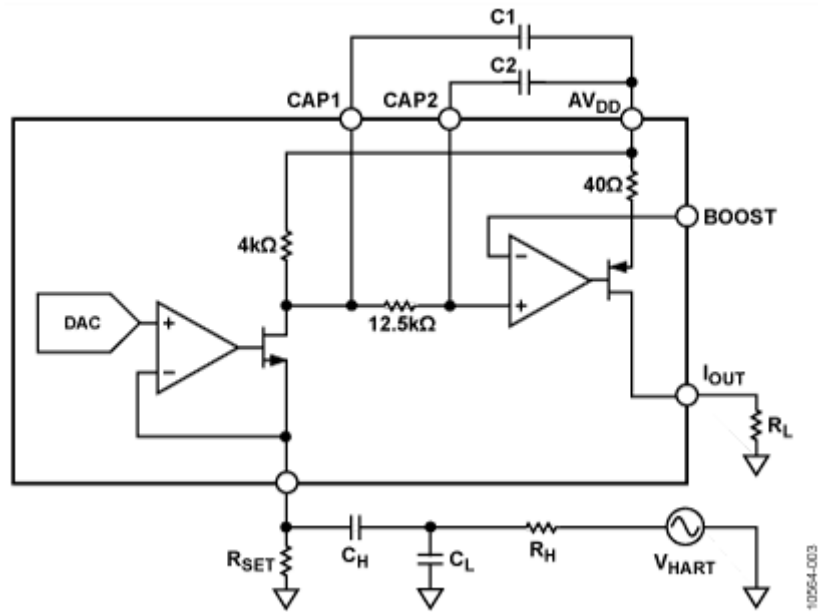 C1
C2
CAP1
CAP2
AVDD
40Ω
BOOST
4kΩ
DAC
+
−
12.5kΩ
−
+
IOUT
RL
RSET
CH
CL
RH
VHART
10564-003